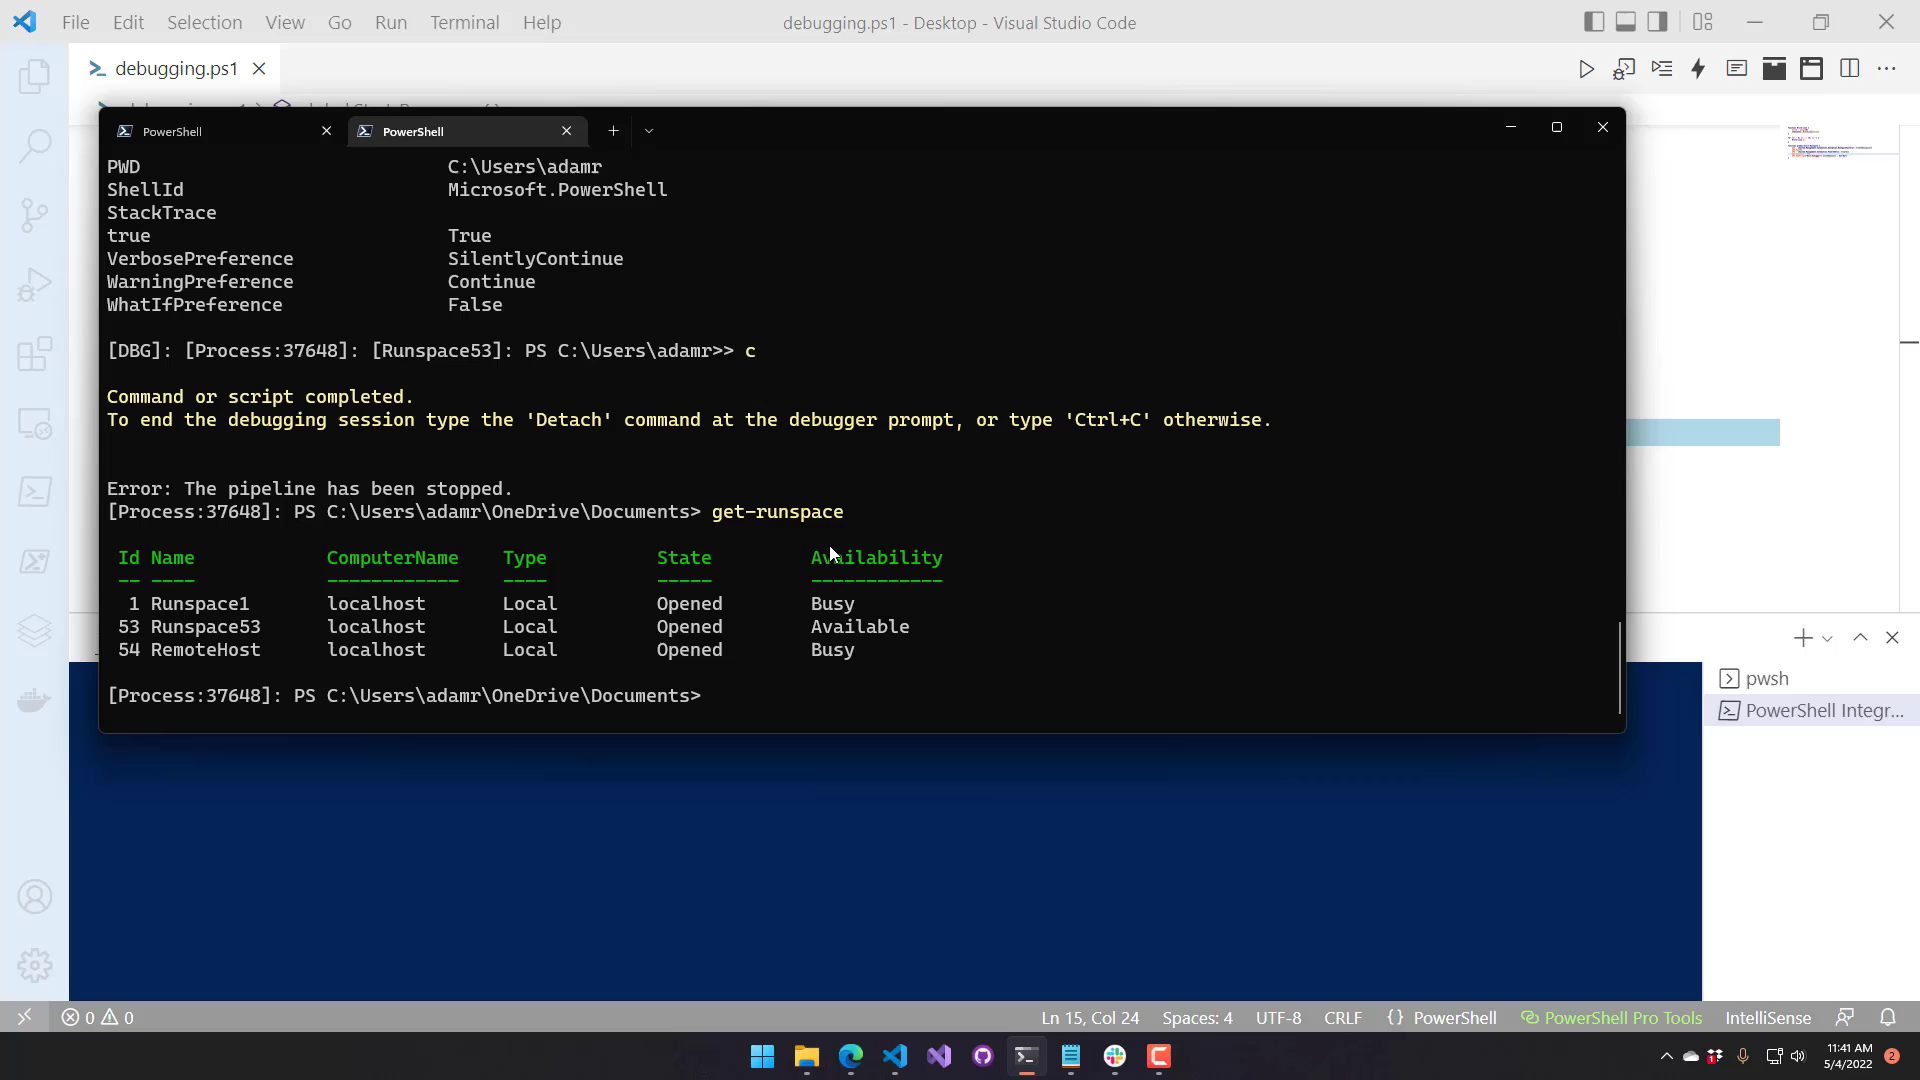 File Edit Selection View Go Run Terminal Help
debugging.ps1 - Desktop - Visual Studio Code
debugging.ps1
PowerShell
PowerShell
PWD C:\Users\adamr
ShellId Microsoft.PowerShell
StackTrace
true True
VerbosePreference SilentlyContinue
WarningPreference Continue
WhatIfPreference False
[DBG]: [Process:37648]: [Runspace53]: PS C:\Users\adamr>> c
Command or script completed.
To end the debugging session type the 'Detach' command at the debugger prompt, or type 'Ctrl+C' otherwise.
Error: The pipeline has been stopped.
[Process:37648]: PS C:\Users\adamr\OneDrive\Documents> get-runspace
Id Name ComputerName Type State Availability
-- ---- ------------ ---- ----- ------------
1 Runspace1 localhost Local Opened Busy
53 Runspace53 localhost Local Opened Available
54 RemoteHost localhost Local Opened Busy
[Process:37648]: PS C:\Users\adamr\OneDrive\Documents>
pwsh
PowerShell Integr...
0 0
Ln 15, Col 24 Spaces: 4 UTF-8 CRLF {} PowerShell PowerShell Pro Tools IntelliSense
11:41 AM
5/4/2022
2
1